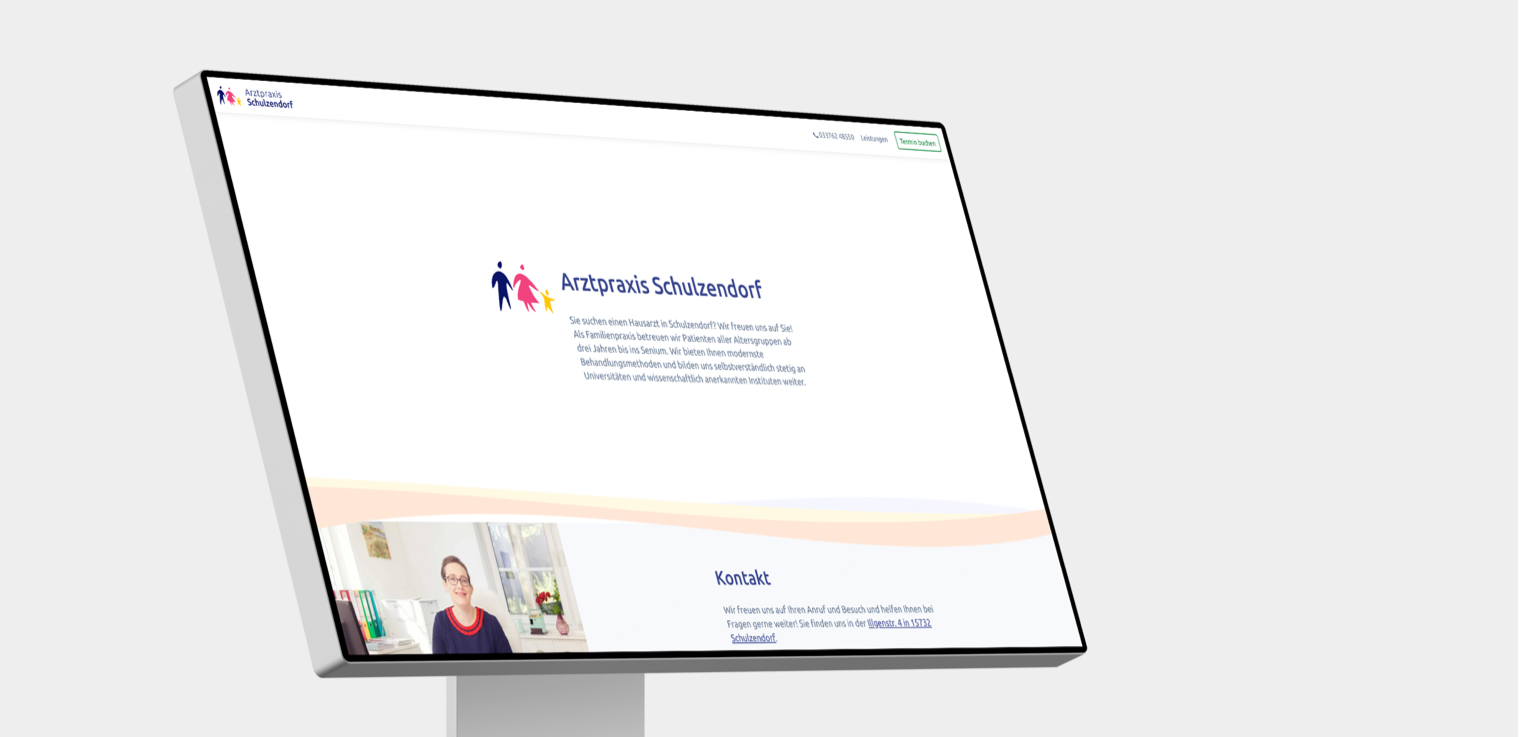 Arztpraxis
Schulzendorf
033762 48550
Leistungen
Termin buchen
Arztpraxis Schulzendorf
Sie suchen einen Hausarzt in Schulzendorf? Wir freuen uns auf Sie!
Als Familienpraxis betreuen wir Patienten aller Altersgruppen ab
drei Jahren bis ins Senium. Wir bieten Ihnen modernste
Behandlungsmethoden und bilden uns selbstverständlich stetig an
Universitäten und wissenschaftlich anerkannten Instituten weiter.
Kontakt
Wir freuen uns auf Ihren Anruf und Besuch und helfen Ihnen bei
Fragen gerne weiter! Sie finden uns in der Illgenstr. 4 in 15732
Schulzendorf.